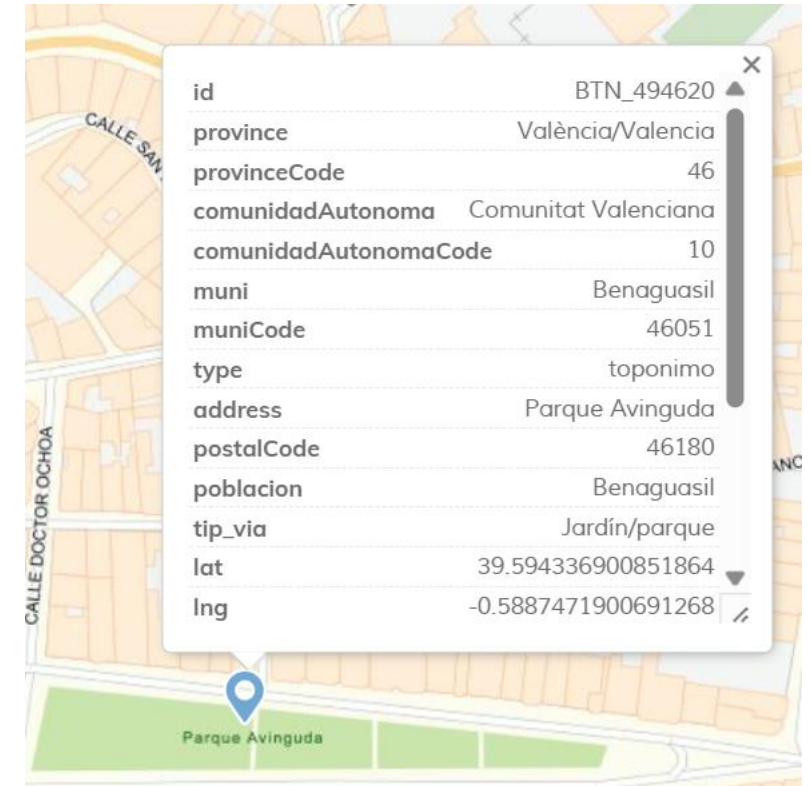 CALLE SAN
id BTN_494620
province València/Valencia
provinceCode 46
comunidadAutonoma Comunitat Valenciana
comunidadAutonomaCode 10
muni Benaguasil
muniCode 46051
type toponimo
address Parque Avinguda
postalCode 46180
poblacion Benaguasil
tip_via Jardín/parque
lat 39.594336900851864
lng -0.5887471900691268
CALLE DOCTOR OCHOA
Parque Avinguda